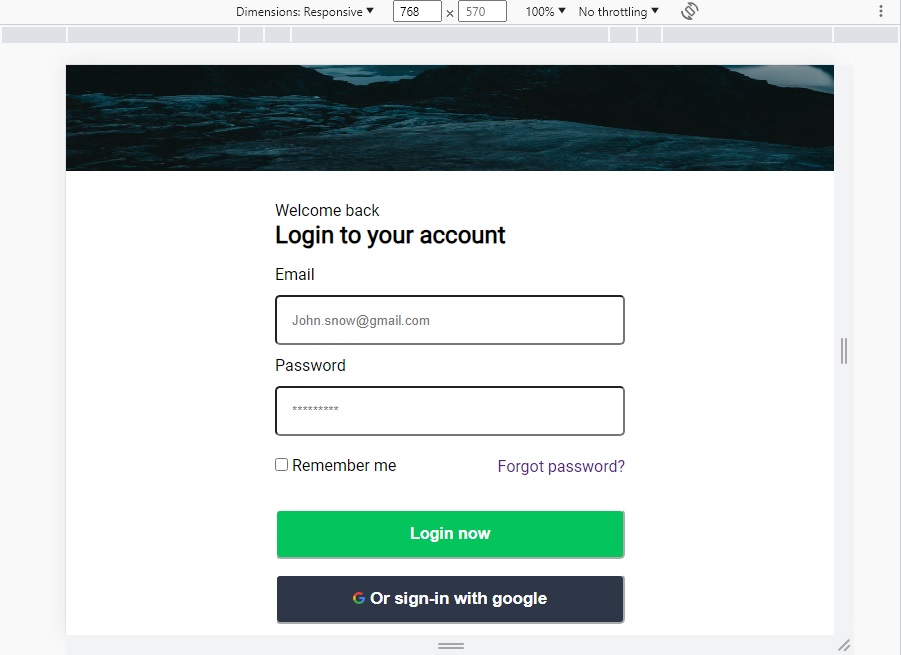 Dimensions: Responsive ▼ 768 × 570 100% ▼ No throttling ▼
Welcome back
Login to your account
Email
John.snow@gmail.com
Password
*********
Remember me Forgot password?
Login now
G Or sign-in with google